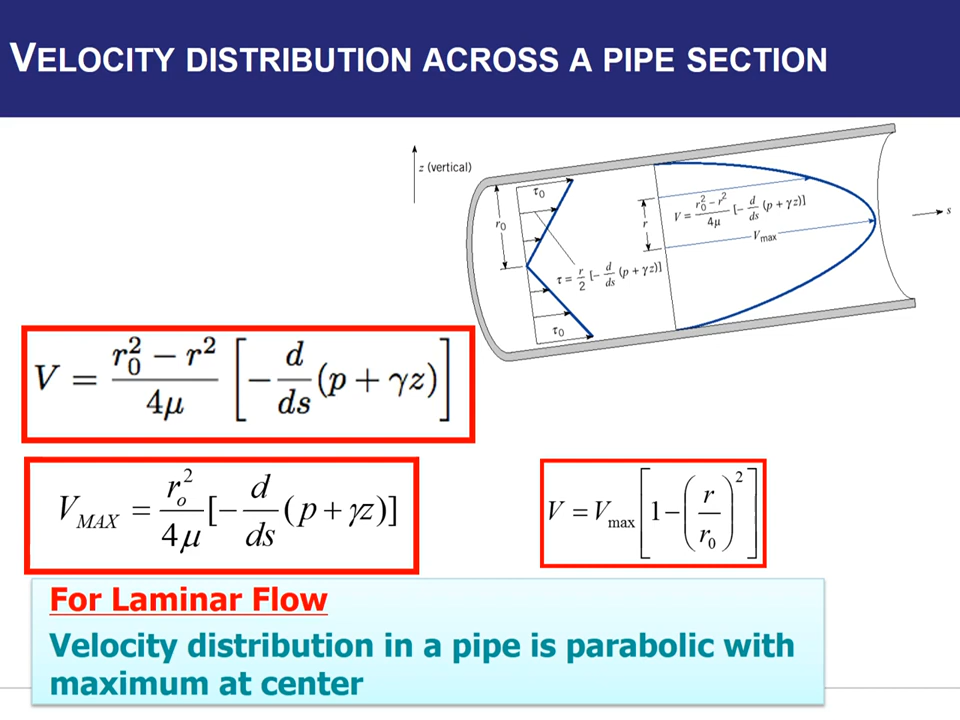 VELOCITY DISTRIBUTION ACROSS A PIPE SECTION
z (vertical)
τ₀
r₀
r
V = (r₀² − r²)/4μ [− d/ds (p + γz)]
Vmax
s
τ = r/2 [− d/ds (p + γz)]
τ₀
V = (r₀² − r²)/4μ [− d/ds (p + γz)]
V_MAX = rₒ²/4μ [− d/ds (p + γz)]
V = Vmax [1 − (r/r₀)²]
For Laminar Flow
Velocity distribution in a pipe is parabolic with
maximum at center